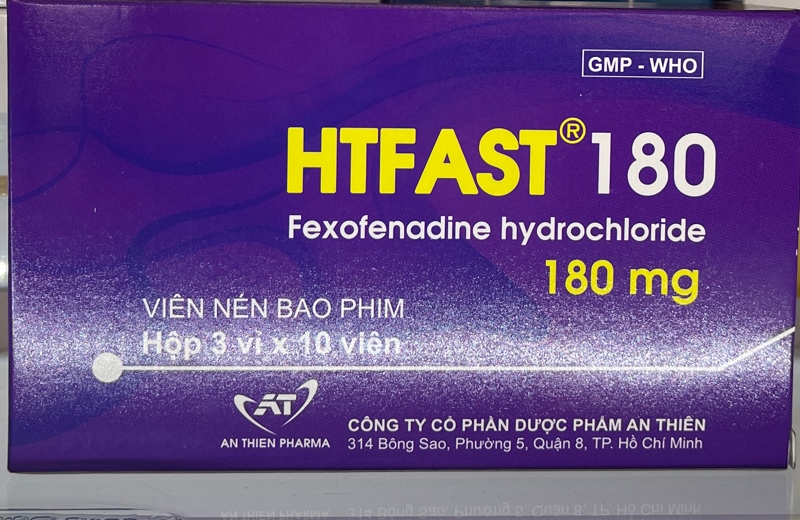 GMP - WHO
HTFAST® 180
Fexofenadine hydrochloride
180 mg
VIÊN NÉN BAO PHIM
Hộp 3 vỉ x 10 viên
AT
AN THIEN PHARMA
CÔNG TY CỔ PHẦN DƯỢC PHẨM AN THIÊN
314 Bông Sao, Phường 5, Quận 8, TP. Hồ Chí Minh